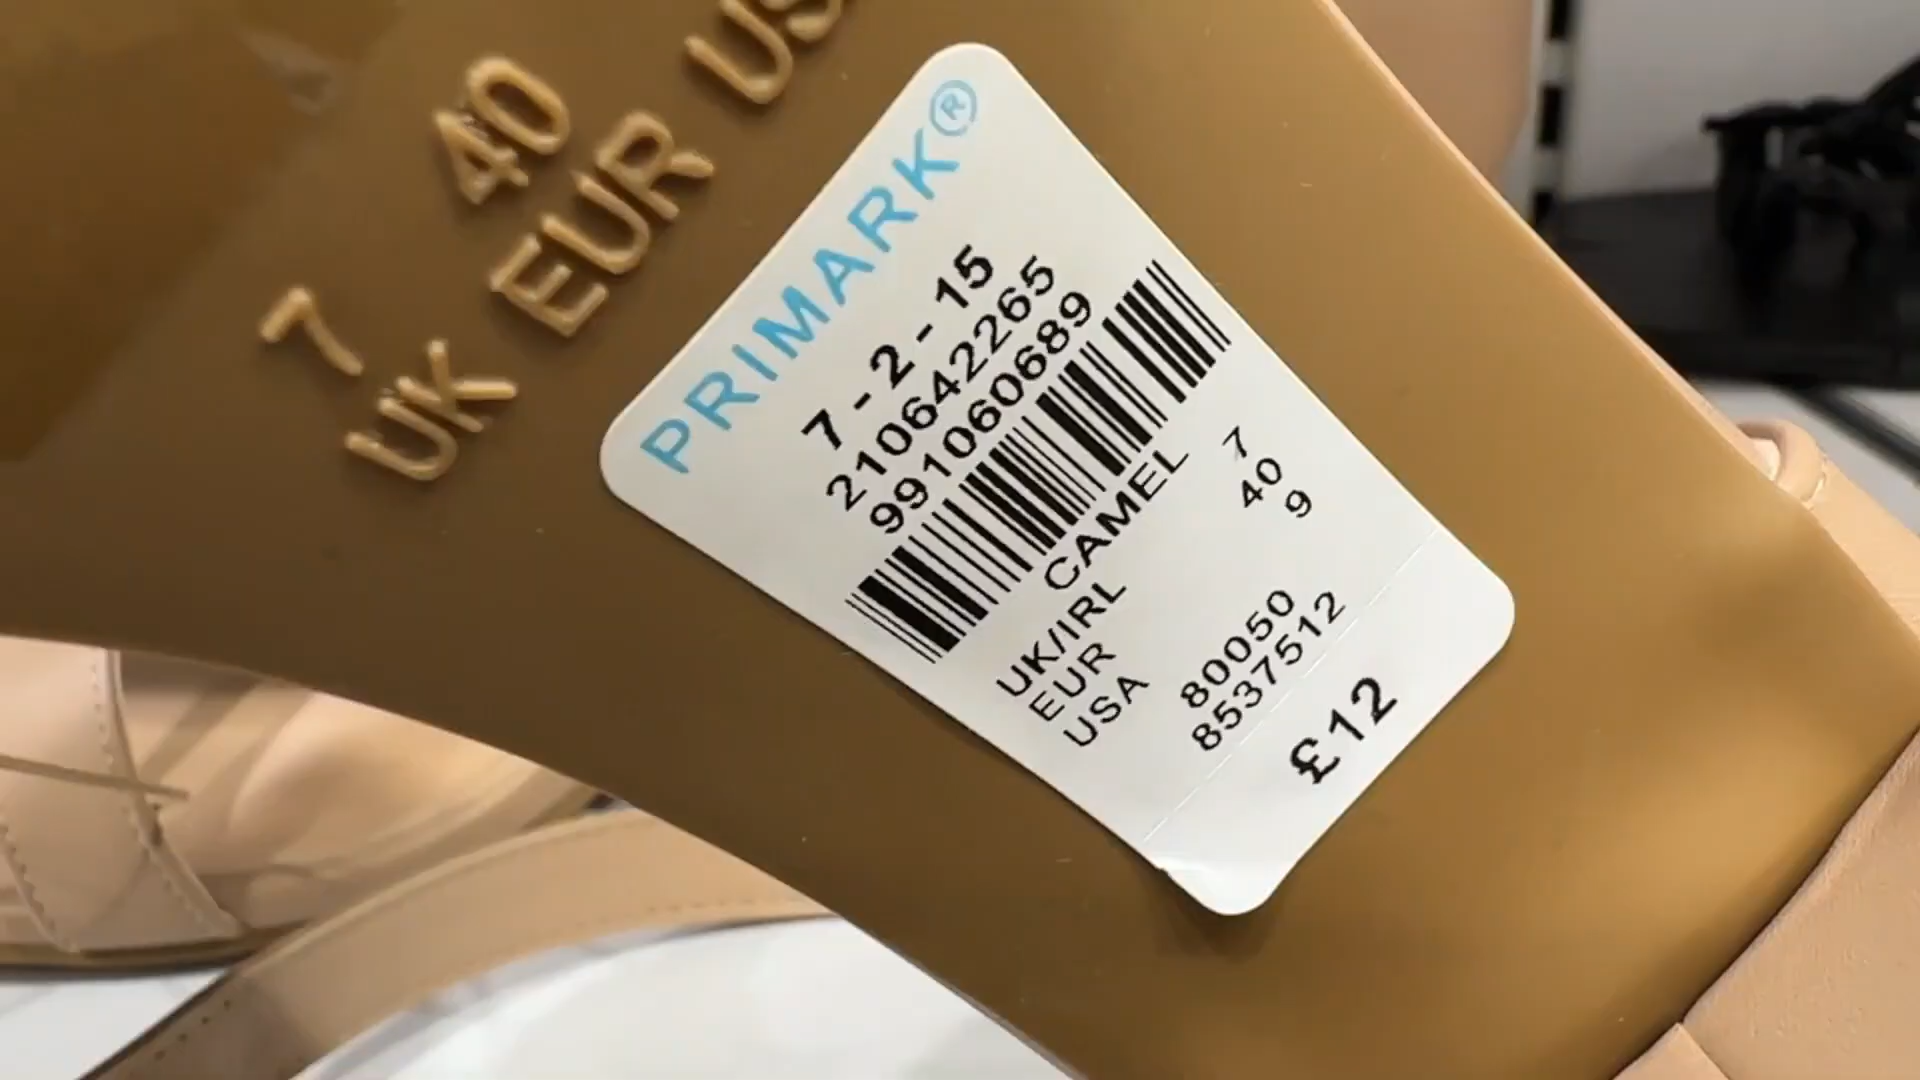 7 40 US
UK EUR
PRIMARK®
7 - 2 - 15
210642265
991060689
CAMEL
UK/IRL 7
EUR 40
USA 9
80050
8537512
£12